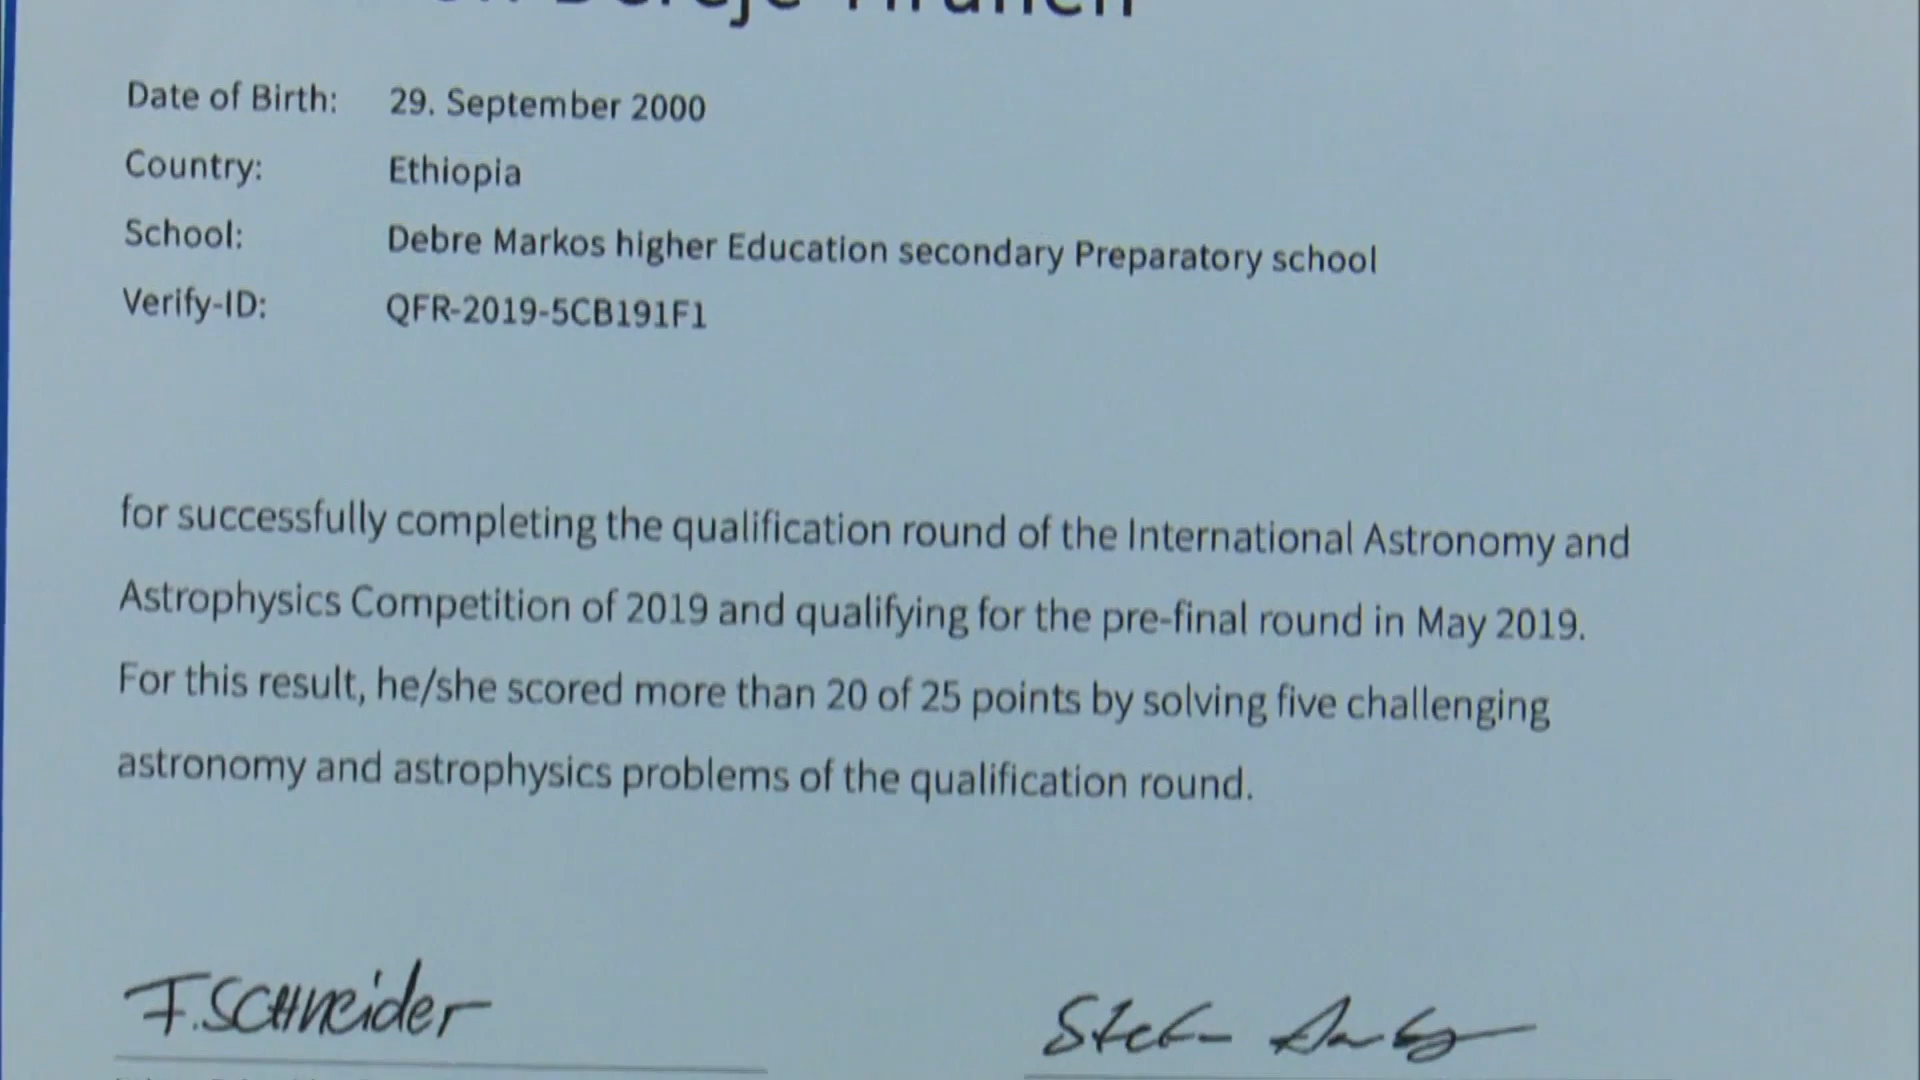 Date of Birth: 29. September 2000
Country: Ethiopia
School: Debre Markos higher Education secondary Preparatory school
Verify-ID: QFR-2019-5CB191F1
for successfully completing the qualification round of the International Astronomy and
Astrophysics Competition of 2019 and qualifying for the pre-final round in May 2019.
For this result, he/she scored more than 20 of 25 points by solving five challenging
astronomy and astrophysics problems of the qualification round.
F.SCHneider